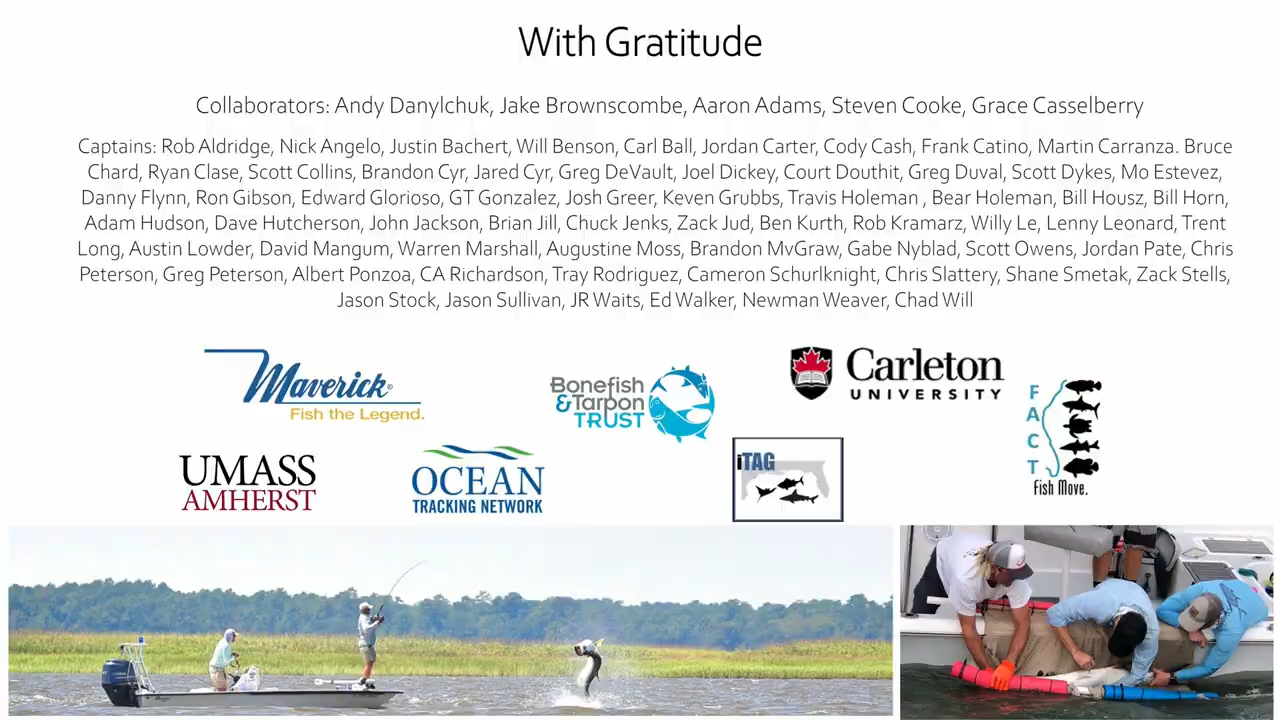 With Gratitude
Collaborators: Andy Danylchuk, Jake Brownscombe, Aaron Adams, Steven Cooke, Grace Casselberry
Captains: Rob Aldridge, Nick Angelo, Justin Bachert, Will Benson, Carl Ball, Jordan Carter, Cody Cash, Frank Catino, Martin Carranza. Bruce
Chard, Ryan Clase, Scott Collins, Brandon Cyr, Jared Cyr, Greg DeVault, Joel Dickey, Court Douthit, Greg Duval, Scott Dykes, Mo Estevez,
Danny Flynn, Ron Gibson, Edward Glorioso, GT Gonzalez, Josh Greer, Keven Grubbs, Travis Holeman , Bear Holeman, Bill Housz, Bill Horn,
Adam Hudson, Dave Hutcherson, John Jackson, Brian Jill, Chuck Jenks, Zack Jud, Ben Kurth, Rob Kramarz, Willy Le, Lenny Leonard, Trent
Long, Austin Lowder, David Mangum, Warren Marshall, Augustine Moss, Brandon McGraw, Gabe Nyblad, Scott Owens, Jordan Pate, Chris
Peterson, Greg Peterson, Albert Ponzoa, CA Richardson, Tray Rodriguez, Cameron Schurlknight, Chris Slattery, Shane Smetak, Zack Stells,
Jason Stock, Jason Sullivan, JR Waits, Ed Walker, Newman Weaver, Chad Will
Maverick®
Fish the Legend.
Bonefish
& Tarpon
TRUST
Carleton
UNIVERSITY
FACT
Fish Move.
UMASS
AMHERST
OCEAN
TRACKING NETWORK
iTAG